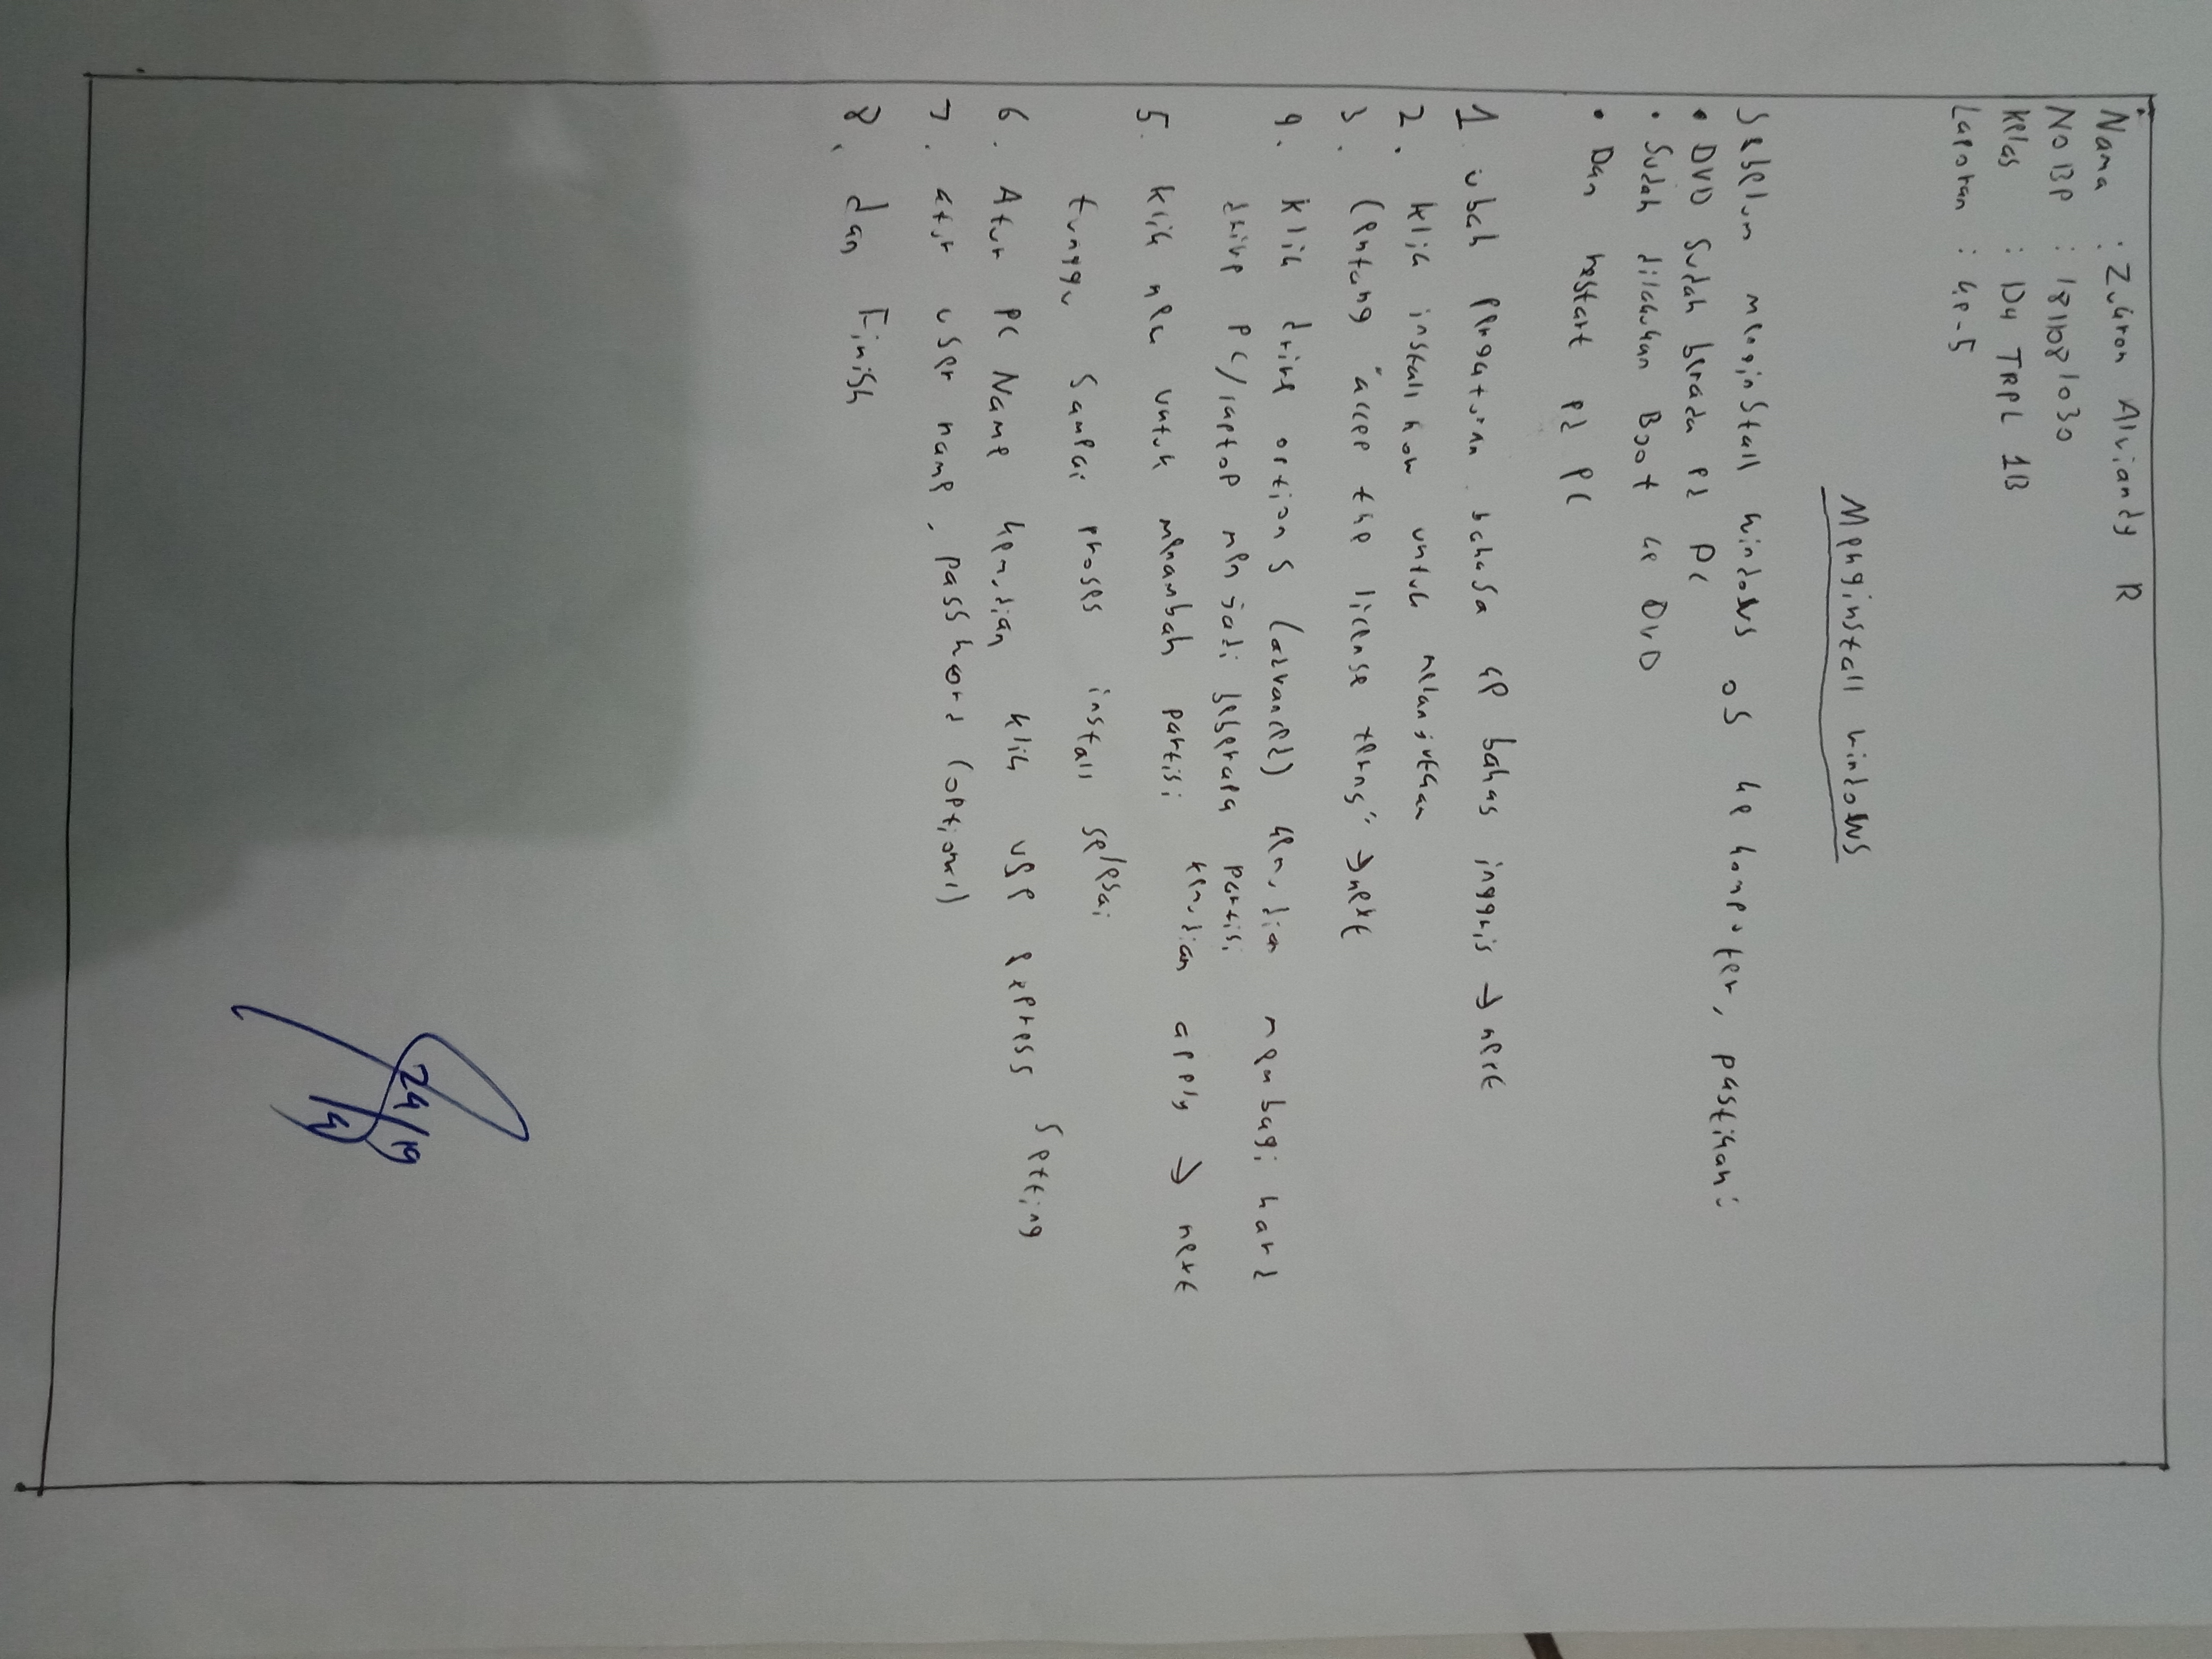 Nama : Zukron Alviandy R
NO BP : 1811081030
Kelas : D4 TRPL 1B
Laporan : ke-5
Menginstall windows
Sebelum menginstall windows os ke komputer, pastikan:
• DVD sudah berada pd PC
• Sudah dilakukan Boot ke DVD
• Dan restart pd PC
1 ubah pengaturan bahasa ke bahas inggris → next
2. Klik install now untuk melanjutkan
3. Centang "accep the license terms" → next
4. Klik drive options (advanced) kemudian membagi hard
drive PC/laptop menjadi beberapa partisi
5. Klik new untuk menambah partisi kemudian apply → next
tunggu sampai proses install selesai
6. Atur PC Name kemudian klik use express setting
7. atur user name, password (optional)
8. dan Finish
24/19
4